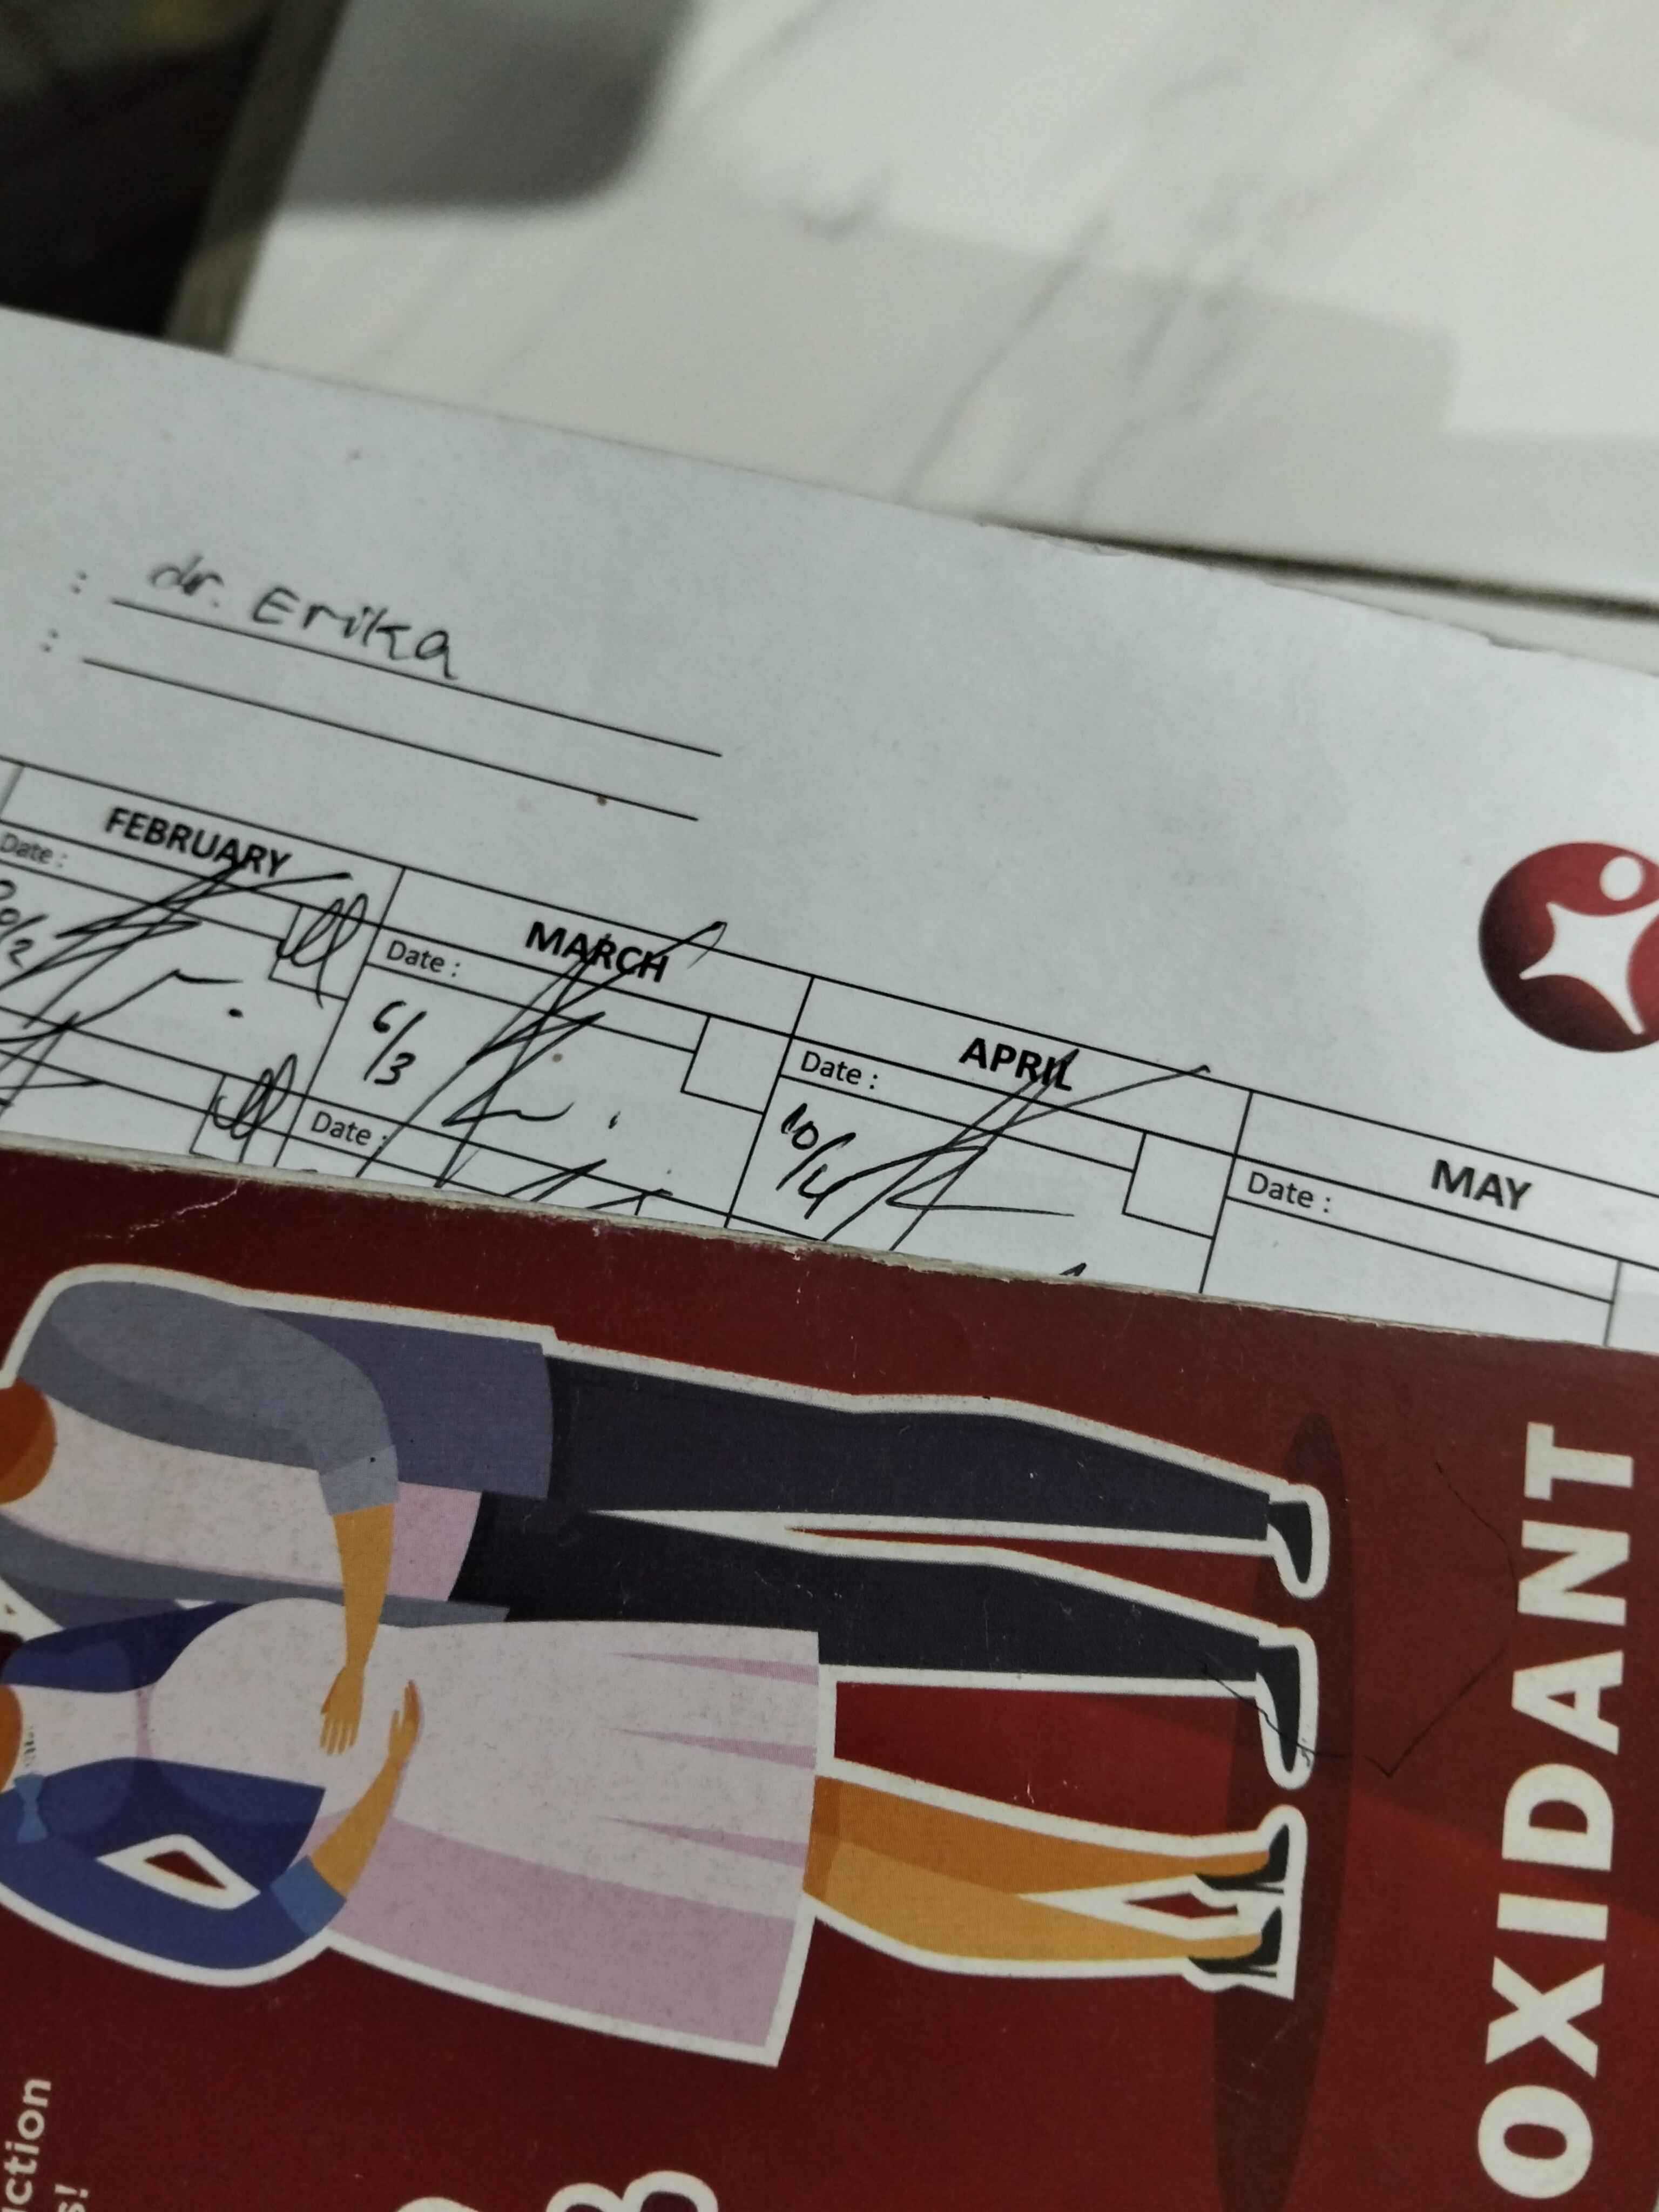 : dr. Erika
:
FEBRUARY
MARCH
APRIL
MAY
Date :
Date :
Date :
Date :
6/3
10/4
Date :
OXIDANT